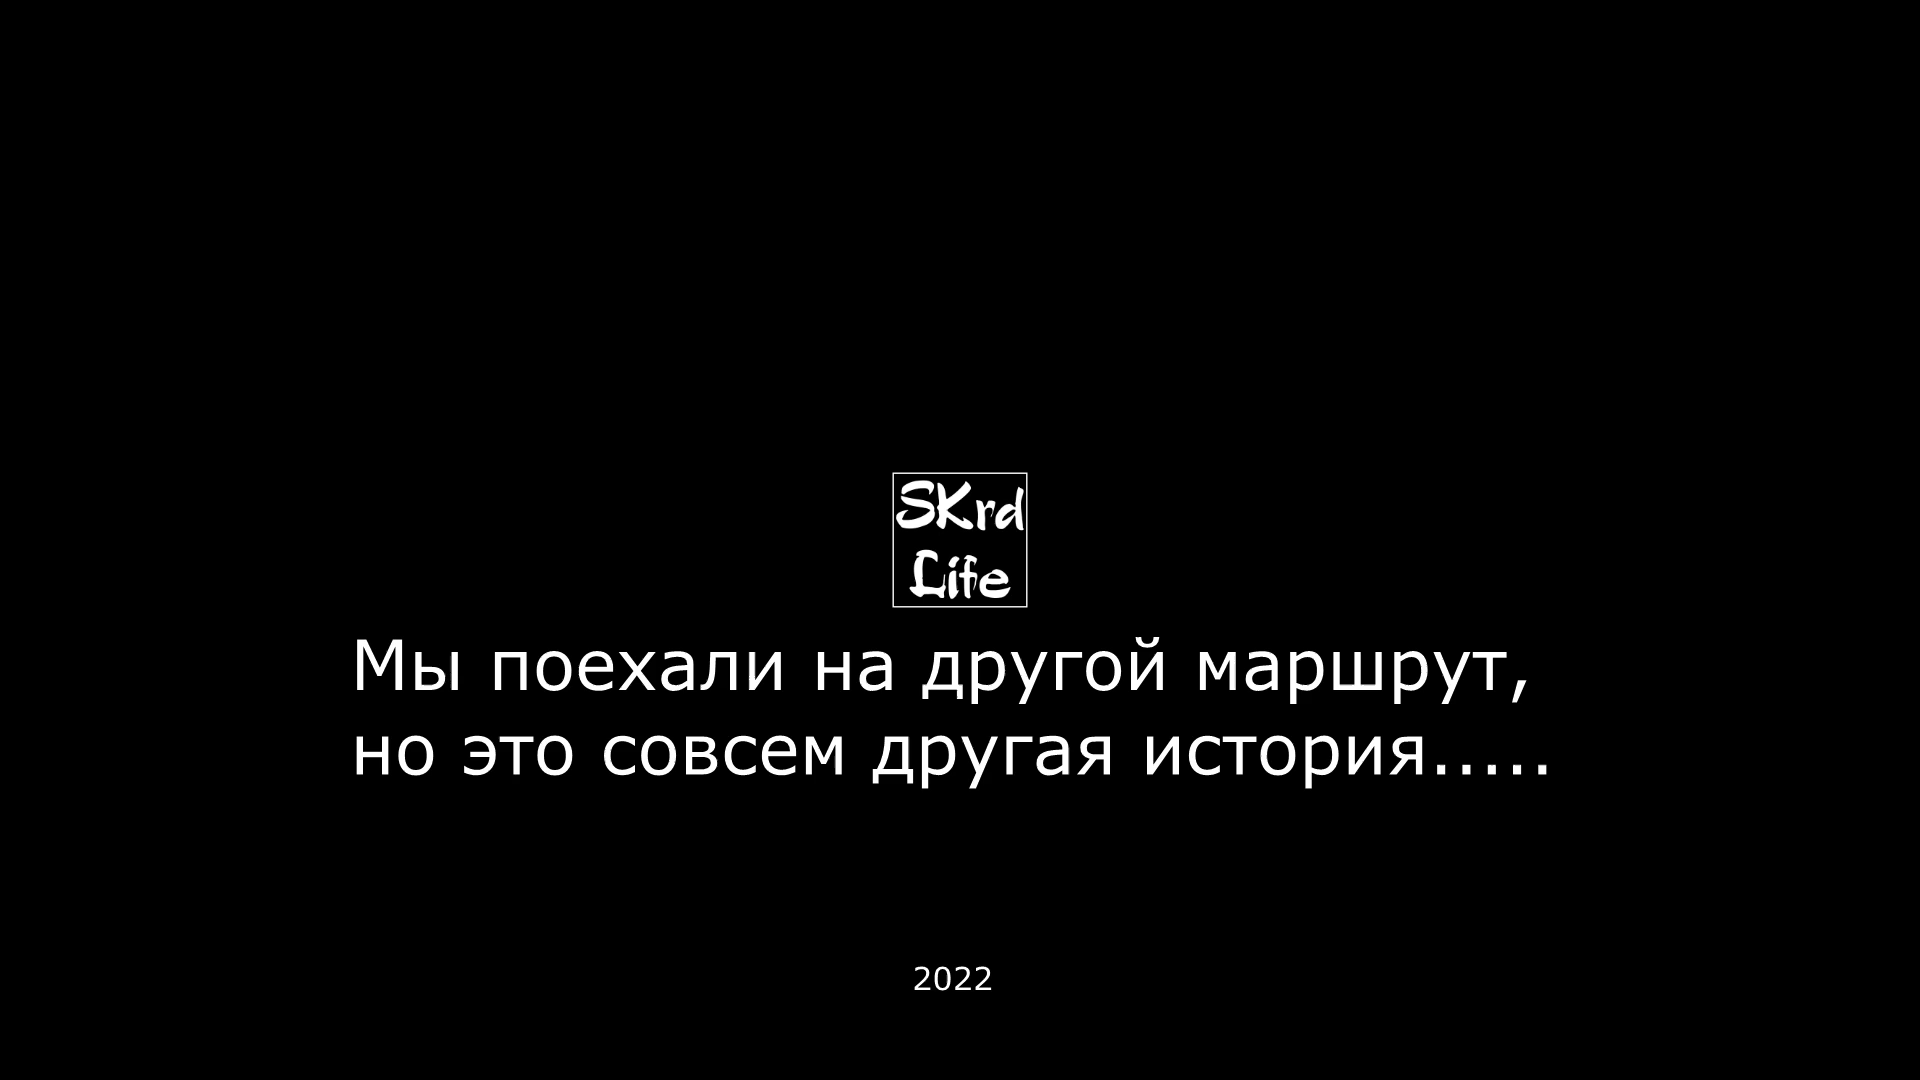 SKrd
Life
Мы поехали на другой маршрут,
но это совсем другая история.....
2022